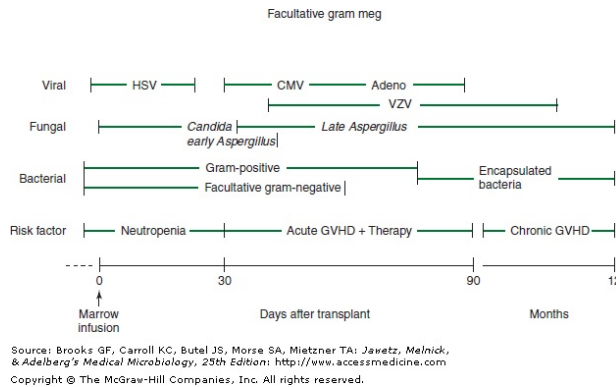 Facultative gram meg
Viral HSV CMV Adeno
VZV
Fungal Candida Late Aspergillus
early Aspergillus
Gram-positive
Bacterial Encapsulated
bacteria
Facultative gram-negative
Risk factor Neutropenia Acute GVHD + Therapy Chronic GVHD
0 30 90 12
Marrow
infusion
Days after transplant Months
Source: Brooks GF, Carroll KC, Butel JS, Morse SA, Mietzner TA: Jawetz, Melnick,
& Adelberg's Medical Microbiology, 25th Edition: http://www.accessmedicine.com
Copyright © The McGraw-Hill Companies, Inc. All rights reserved.